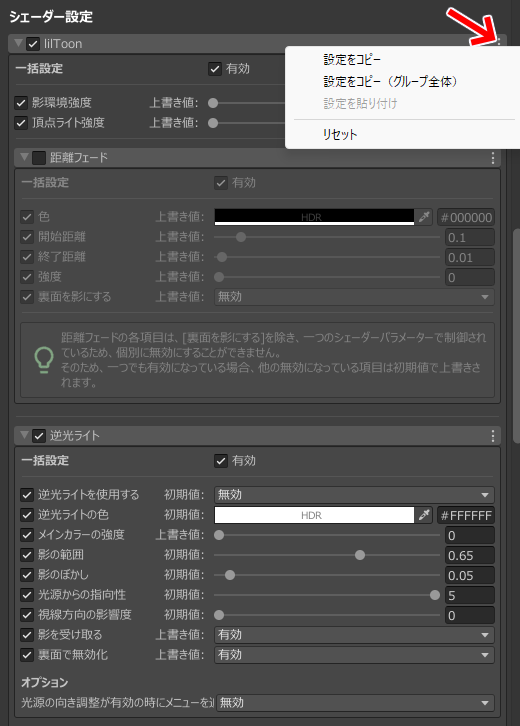 シェーダー設定
lilToon
設定をコピー
設定をコピー（グループ全体）
設定を貼り付け
リセット
一括設定 有効
影環境強度 上書き値:
頂点ライト強度 上書き値:
距離フェード
一括設定 有効
色 上書き値: HDR #000000
開始距離 上書き値: 0.1
終了距離 上書き値: 0.01
強度 上書き値: 0
裏面を影にする 上書き値: 無効
距離フェードの各項目は、[裏面を影にする]を除き、一つのシェーダーパラメーターで制御され
ているため、個別に無効にすることができません。
そのため、一つでも有効になっている場合、他の無効になっている項目は初期値で上書きさ
れます。
逆光ライト
一括設定 有効
逆光ライトを使用する 初期値: 無効
逆光ライトの色 初期値: HDR #FFFFFF
メインカラーの強度 上書き値: 0
影の範囲 初期値: 0.65
影のぼかし 初期値: 0.05
光源からの指向性 初期値: 5
視線方向の影響度 初期値: 0
影を受け取る 上書き値: 有効
裏面で無効化 上書き値: 有効
オプション
光源の向き調整が有効の時にメニューを 無効